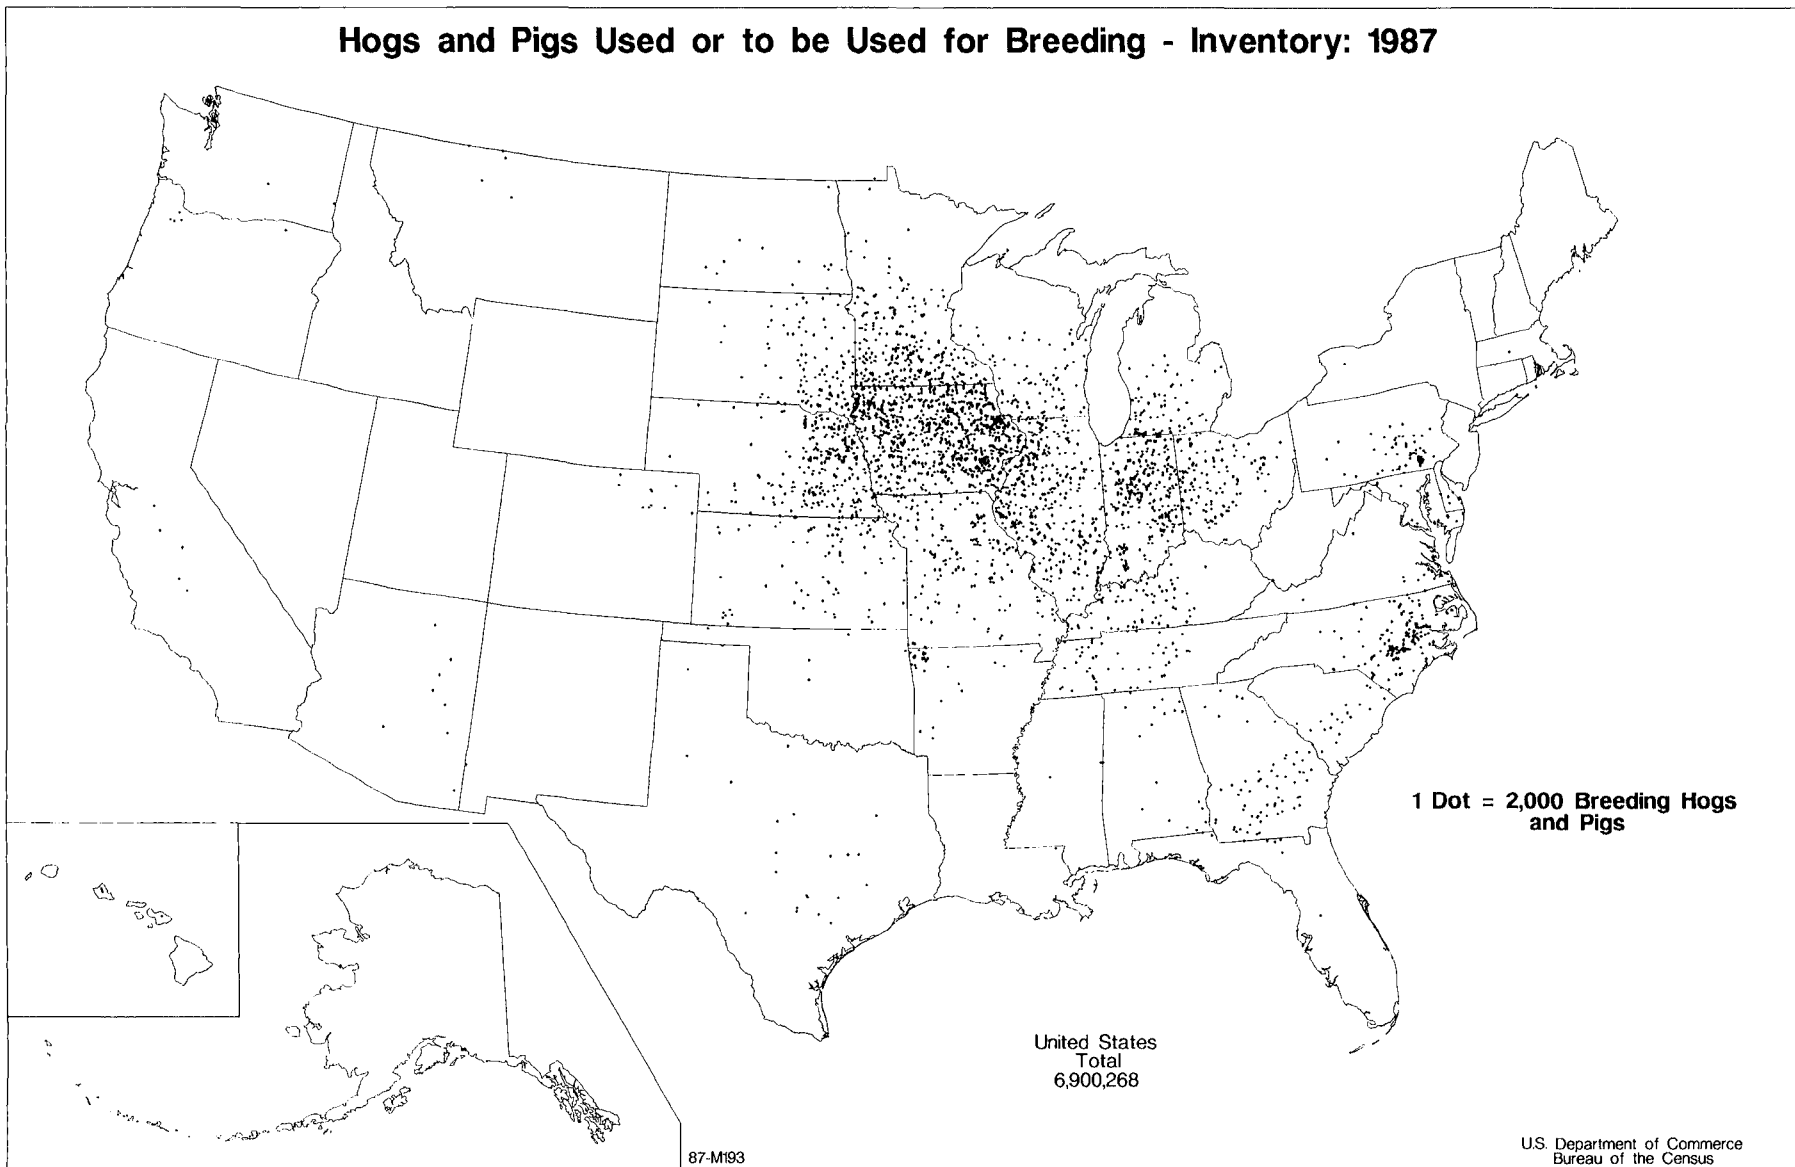 Hogs and Pigs Used or to be Used for Breeding - Inventory: 1987
1 Dot = 2,000 Breeding Hogs
and Pigs
United States
Total
6,900,268
87-M193
U.S. Department of Commerce
Bureau of the Census